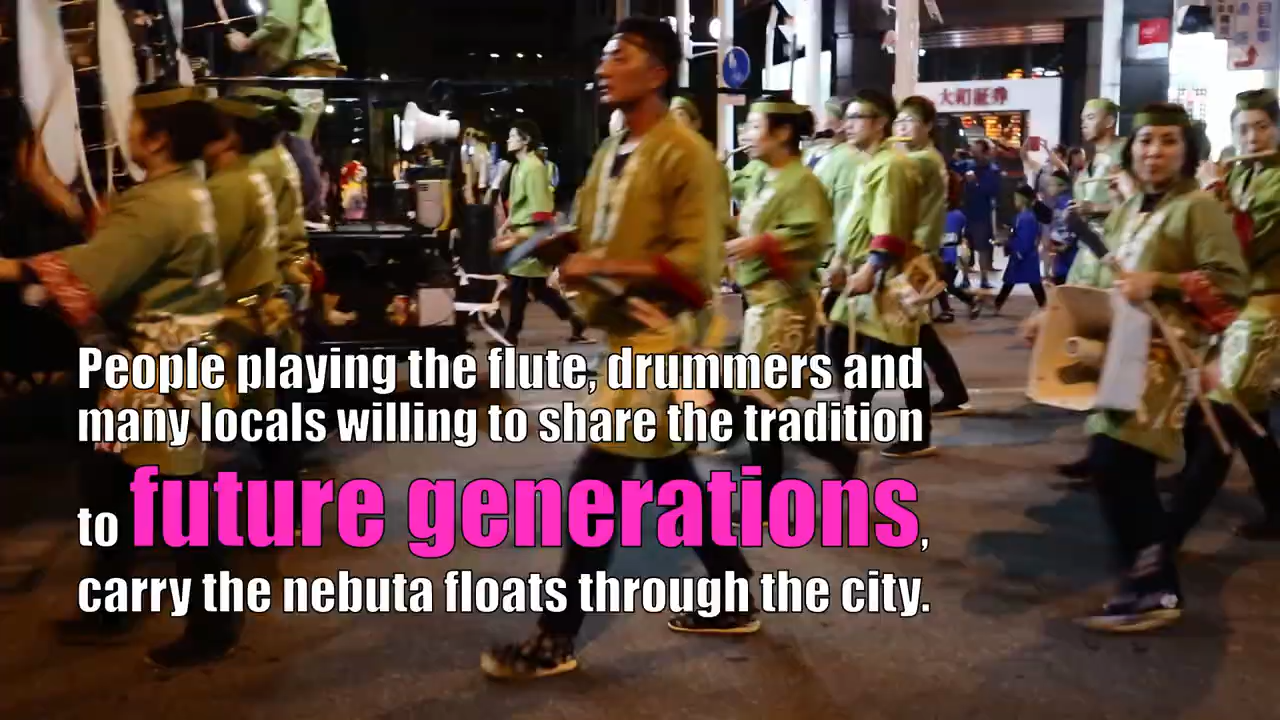 大和証券
People playing the flute, drummers and
many locals willing to share the tradition
to future generations,
carry the nebuta floats through the city.